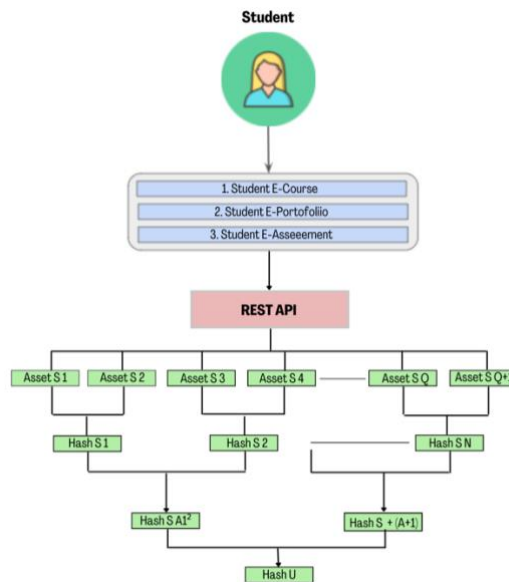 Student
1. Student E-Course
2. Student E-Portofoliio
3. Student E-Asseeement
REST API
Asset S 1
Asset S 2
Asset S 3
Asset S 4
Asset S Q
Asset S Q+
Hash S 1
Hash S 2
Hash S N
Hash S A1²
Hash S + (A+1)
Hash U